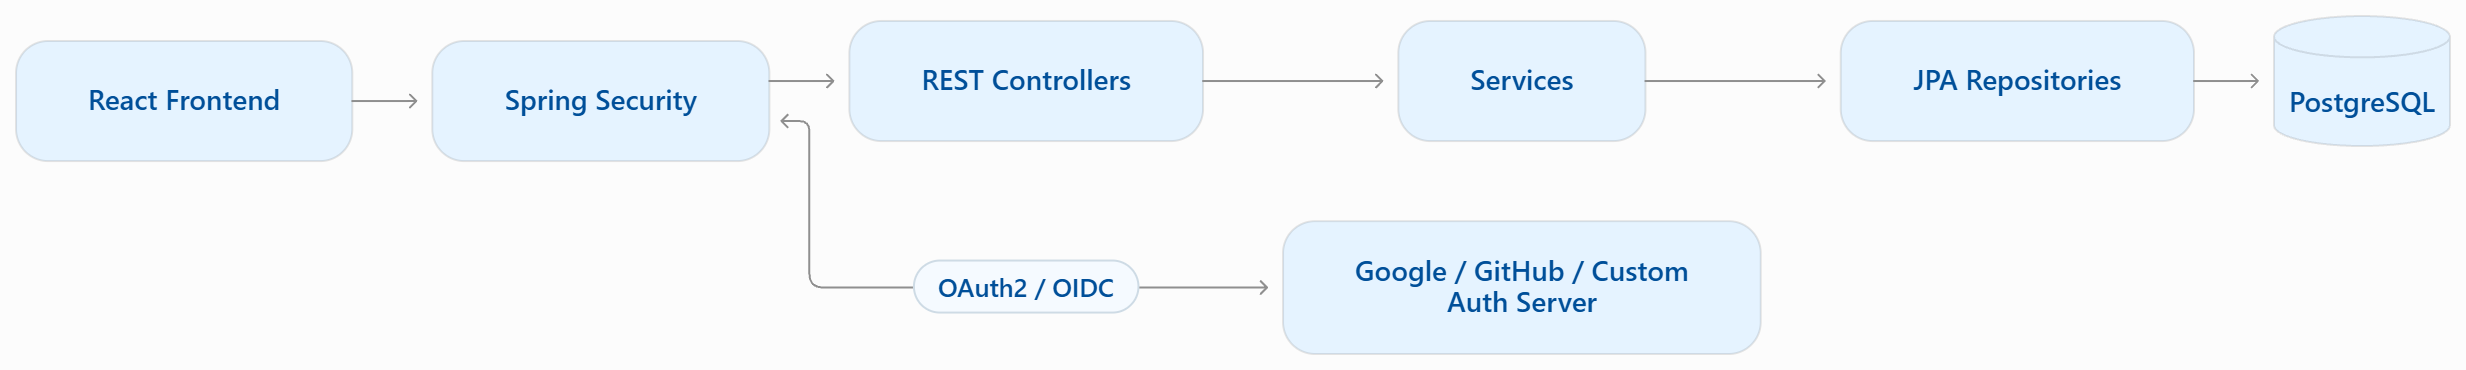 React Frontend
Spring Security
REST Controllers
Services
JPA Repositories
PostgreSQL
OAuth2 / OIDC
Google / GitHub / Custom
Auth Server